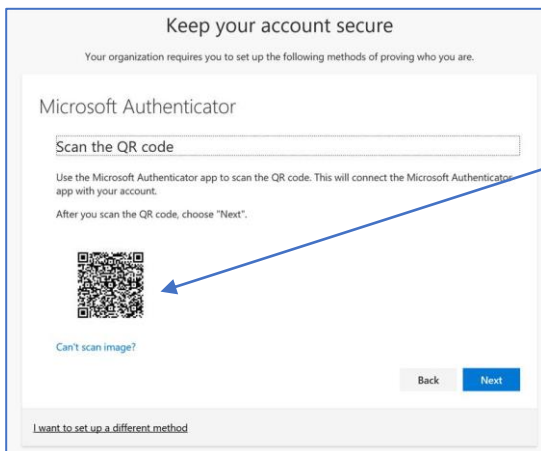 Keep your account secure
Your organization requires you to set up the following methods of proving who you are.
Microsoft Authenticator
Scan the QR code
Use the Microsoft Authenticator app to scan the QR code. This will connect the Microsoft Authenticator
app with your account.
After you scan the QR code, choose "Next".
Can't scan image?
Back
Next
I want to set up a different method